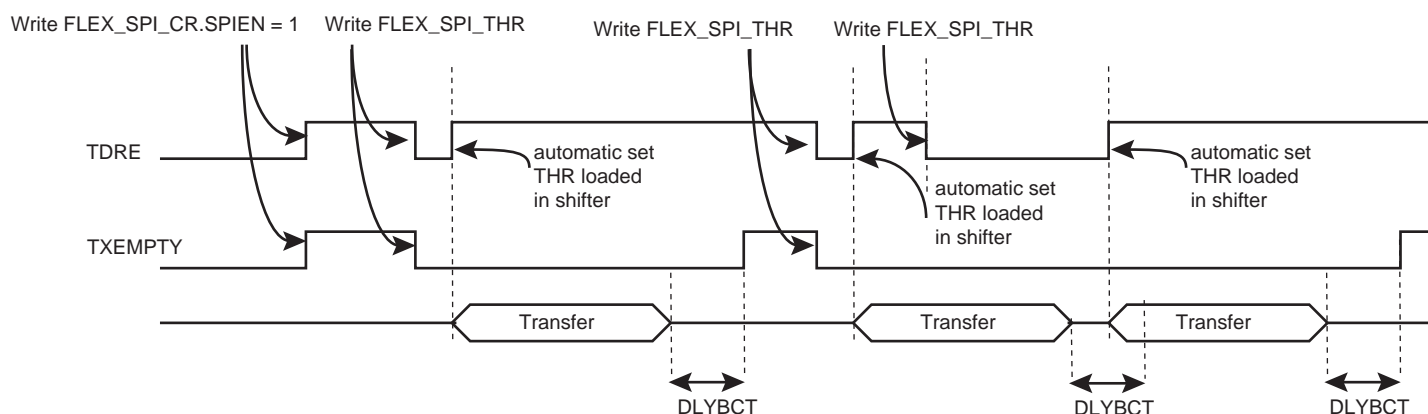 Write FLEX_SPI_CR.SPIEN = 1
Write FLEX_SPI_THR
Write FLEX_SPI_THR
Write FLEX_SPI_THR
TDRE
automatic set
THR loaded
in shifter
automatic set
THR loaded
in shifter
automatic set
THR loaded
in shifter
TXEMPTY
Transfer
Transfer
Transfer
DLYBCT
DLYBCT
DLYBCT